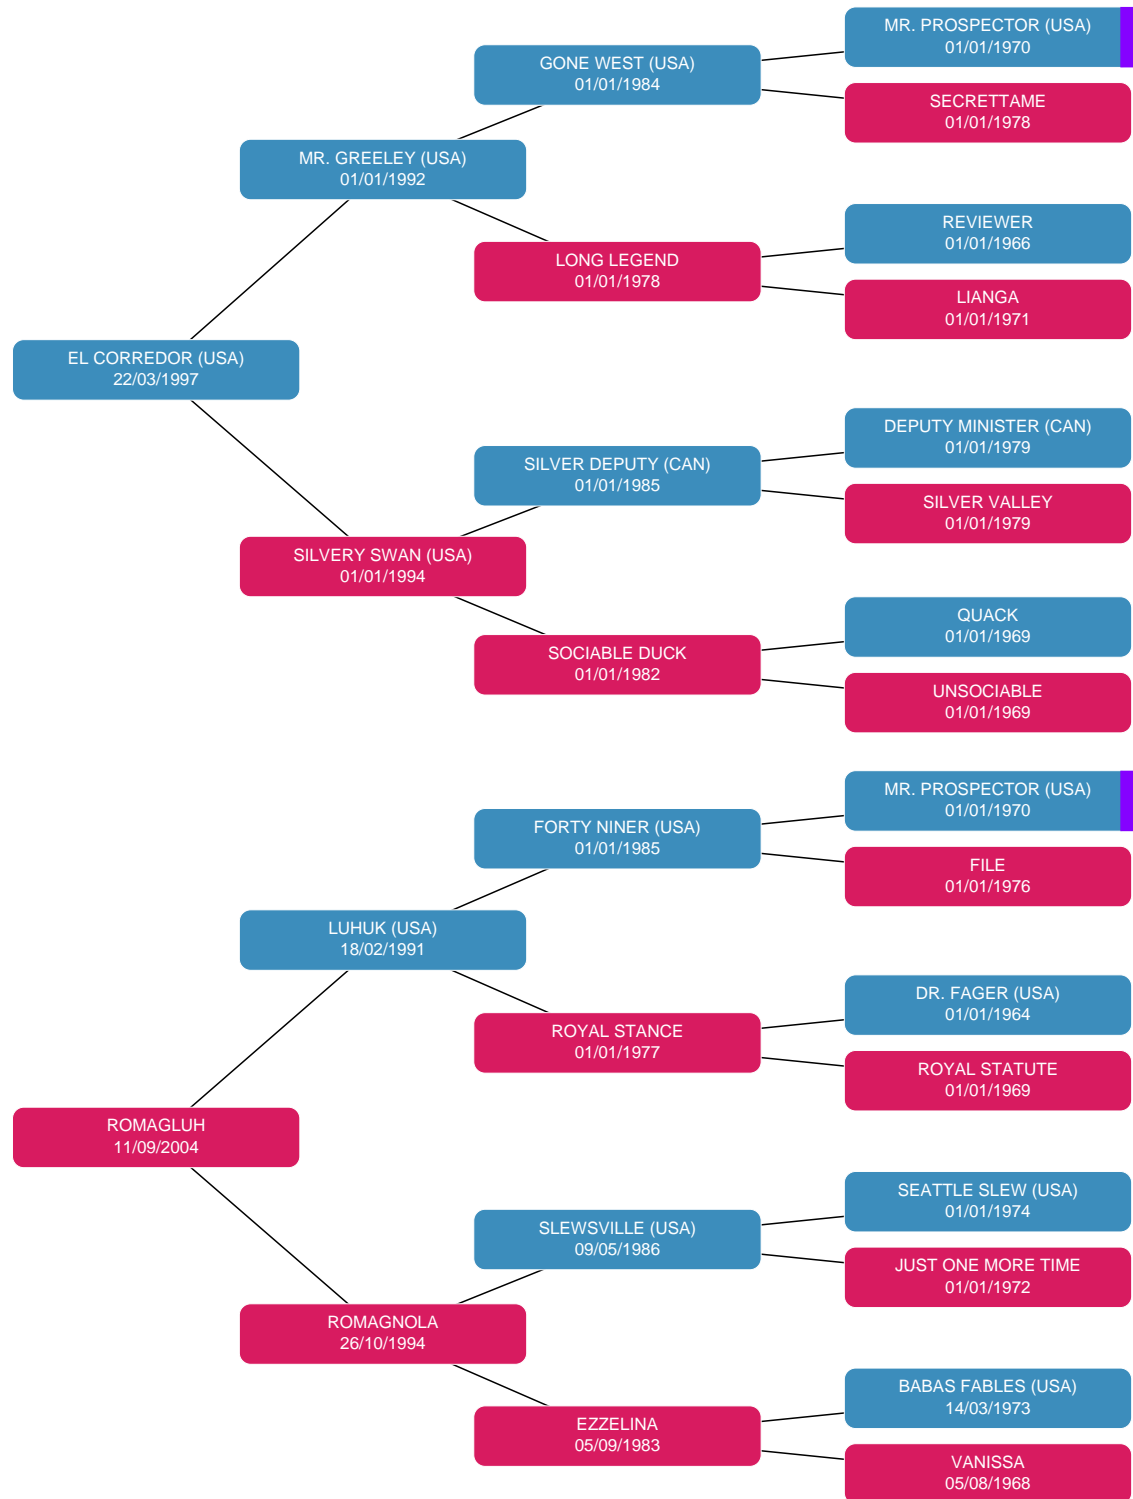 MR. PROSPECTOR (USA)
01/01/1970
GONE WEST (USA)
01/01/1984
SECRETTAME
01/01/1978
MR. GREELEY (USA)
01/01/1992
REVIEWER
01/01/1966
LONG LEGEND
01/01/1978
LIANGA
01/01/1971
EL CORREDOR (USA)
22/03/1997
DEPUTY MINISTER (CAN)
01/01/1979
SILVER DEPUTY (CAN)
01/01/1985
SILVER VALLEY
01/01/1979
SILVERY SWAN (USA)
01/01/1994
QUACK
01/01/1969
SOCIABLE DUCK
01/01/1982
UNSOCIABLE
01/01/1969
MR. PROSPECTOR (USA)
01/01/1970
FORTY NINER (USA)
01/01/1985
FILE
01/01/1976
LUHUK (USA)
18/02/1991
DR. FAGER (USA)
01/01/1964
ROYAL STANCE
01/01/1977
ROYAL STATUTE
01/01/1969
ROMAGLUH
11/09/2004
SEATTLE SLEW (USA)
01/01/1974
SLEWSVILLE (USA)
09/05/1986
JUST ONE MORE TIME
01/01/1972
ROMAGNOLA
26/10/1994
BABAS FABLES (USA)
14/03/1973
EZZELINA
05/09/1983
VANISSA
05/08/1968